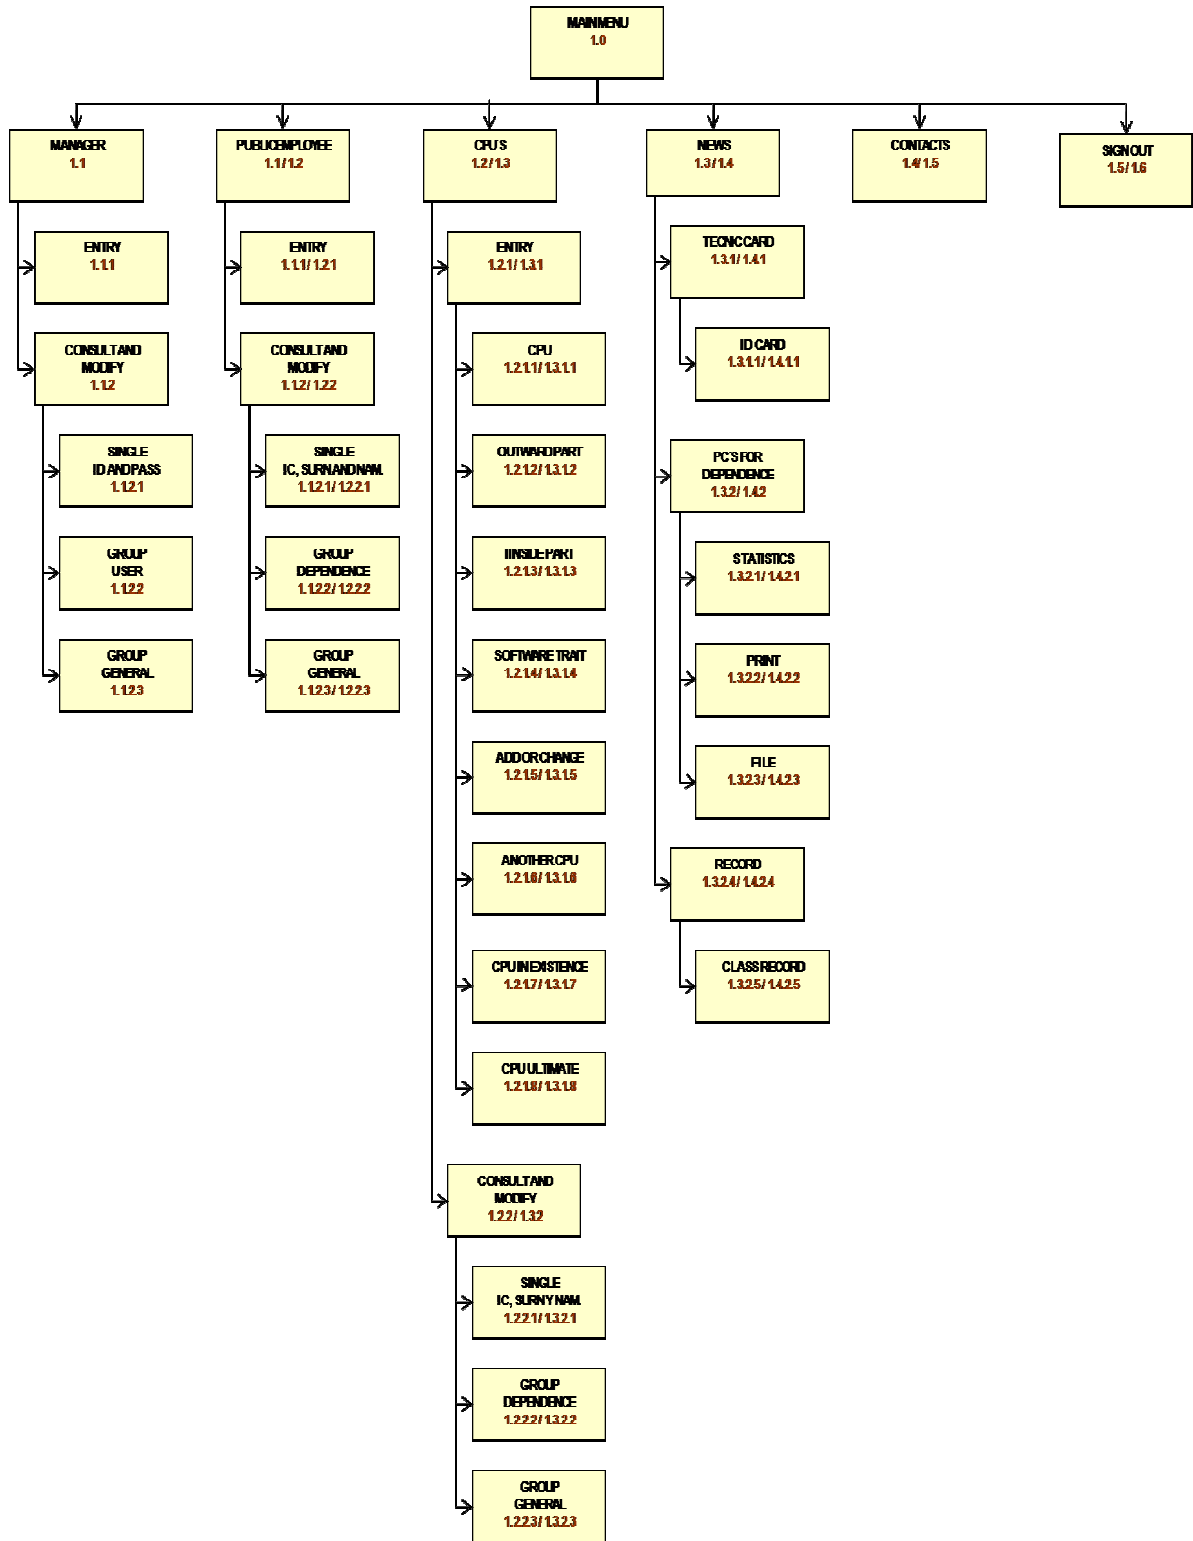 MAIN MENU
1.0
MANAGER
1.1
PUBLIC EMPLOYEE
1.1 / 1.2
CPU'S
1.2 / 1.3
NEWS
1.3 / 1.4
CONTACTS
1.4 / 1.5
SIGN OUT
1.5 / 1.6
ENTRY
1.1.1
CONSULT AND
MODIFY
1.1.2
SINGLE
ID AND PASS
1.1.2.1
GROUP
USER
1.1.2.2
GROUP
GENERAL
1.1.2.3
ENTRY
1.1.1 / 1.2.1
CONSULT AND
MODIFY
1.1.2 / 1.2.2
SINGLE
IC, SURN AND NAM.
1.1.2.1 / 1.2.2.1
GROUP
DEPENDENCE
1.1.2.2 / 1.2.2.2
GROUP
GENERAL
1.1.2.3 / 1.2.2.3
ENTRY
1.2.1 / 1.3.1
CPU
1.2.1.1 / 1.3.1.1
OUTWARD PART
1.2.1.2 / 1.3.1.2
IINSILE PART
1.2.1.3 / 1.3.1.3
SOFTWARE TRAIT
1.2.1.4 / 1.3.1.4
ADD OR CHANGE
1.2.1.5 / 1.3.1.5
ANOTHER CPU
1.2.1.6 / 1.3.1.6
CPU IN EXISTENCE
1.2.1.7 / 1.3.1.7
CPU ULTIMATE
1.2.1.8 / 1.3.1.8
CONSULT AND
MODIFY
1.2.2 / 1.3.2
SINGLE
IC, SURN Y NAM.
1.2.2.1 / 1.3.2.1
GROUP
DEPENDENCE
1.2.2.2 / 1.3.2.2
GROUP
GENERAL
1.2.2.3 / 1.3.2.3
TECNIC CARD
1.3.1 / 1.4.1
ID CARD
1.3.1.1 / 1.4.1.1
PC'S FOR
DEPENDENCE
1.3.2 / 1.4.2
STATISTICS
1.3.2.1 / 1.4.2.1
PRINT
1.3.2.2 / 1.4.2.2
FILE
1.3.2.3 / 1.4.2.3
RECORD
1.3.2.4 / 1.4.2.4
CLASS RECORD
1.3.2.5 / 1.4.2.5